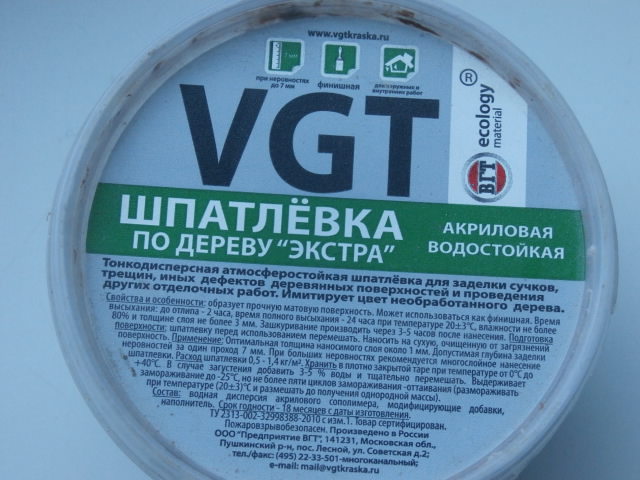 www.vgtkraska.ru
7 мм
при неровностях
до 7 мм
финишная
для наружных и
внутренних работ
VGT
®
ecology
material
ВГТ
ШПАТЛЁВКА
ПО ДЕРЕВУ "ЭКСТРА"
АКРИЛОВАЯ
ВОДОСТОЙКАЯ
Тонкодисперсная атмосферостойкая шпатлёвка для заделки сучков,
трещин, иных дефектов деревянных поверхностей и проведения
других отделочных работ. Имитирует цвет необработанного дерева.
Свойства и особенности: образует прочную матовую поверхность. Может использоваться как финишная. Время
высыхания: до отлипа - 2 часа, время полного высыхания - 24 часа при температуре 20±3°С, влажности не более
80% и толщине слоя не более 3 мм. Зашкуривание производить через 3-5 часов после нанесения. Подготовка
поверхности: шпатлевку перед использованием перемешать. Наносить на сухую, очищенную от загрязнений
поверхность. Применение: Оптимальная толщина наносимого слоя около 1 мм. Допустимая глубина заделки
неровностей за один проход 7 мм. При больших неровностях рекомендуется многослойное нанесение
шпатлевки. Расход шпатлевки 0,5 - 1,4 кг/м². Хранить в плотно закрытой таре при температуре от 0°С до
+40°С. В случае загустения добавить 3-5 % воды и тщательно перемешать. Выдерживает
замораживание до -25°С, но не более пяти циклов замораживания - оттаивания (размораживать
при температуре (20±3)°С и размешать до получения однородной массы).
Состав: водная дисперсия акрилового сополимера, модифицирующие добавки,
наполнитель. Срок годности - 18 месяцев с даты изготовления.
ТУ 2313-002-32998388-2010 с изм.1. Товар сертифицирован.
Пожаровзрывобезопасен. Произведено в России
ООО "Предприятие ВГТ", 141231, Московская обл.,
Пушкинский р-н, пос. Лесной, ул. Советская д.2;
тел./факс: (495) 22-33-501-многоканальный;
e-mail: mail@vgtkraska.ru